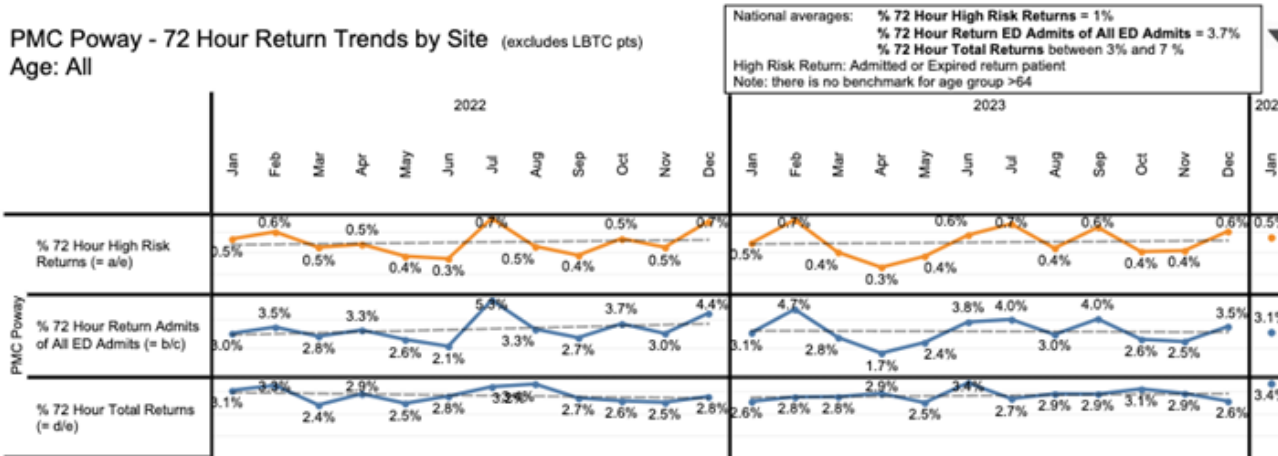 PMC Poway - 72 Hour Return Trends by Site (excludes LBTC pts)
Age: All
National averages: % 72 Hour High Risk Returns = 1%
% 72 Hour Return ED Admits of All ED Admits = 3.7%
% 72 Hour Total Returns between 3% and 7 %
High Risk Return: Admitted or Expired return patient
Note: there is no benchmark for age group >64
2022 2023
Jan Feb Mar Apr May Jun Jul Aug Sep Oct Nov Dec Jan Feb Mar Apr May Jun Jul Aug Sep Oct Nov Dec Jan
PMC Poway
% 72 Hour High Risk
Returns (= a/e)
0.5% 0.6% 0.5% 0.5% 0.4% 0.3% 0.7% 0.5% 0.4% 0.5% 0.5% 0.7% 0.5% 0.7% 0.4% 0.3% 0.4% 0.6% 0.7% 0.4% 0.6% 0.4% 0.4% 0.6% 0.5%
% 72 Hour Return Admits
of All ED Admits (= b/c)
3.0% 3.5% 2.8% 3.3% 2.6% 2.1% 5.3% 3.3% 2.7% 3.7% 3.0% 4.4% 3.1% 4.7% 2.8% 1.7% 2.4% 3.8% 4.0% 3.0% 4.0% 2.6% 2.5% 3.5% 3.1%
% 72 Hour Total Returns
(= d/e)
3.1% 3.3% 2.4% 2.9% 2.5% 2.8% 3.4% 2.7% 2.6% 2.5% 2.8% 2.6% 2.8% 2.8% 2.9% 2.5% 3.4% 2.7% 2.9% 2.9% 3.1% 2.9% 2.6% 3.4%